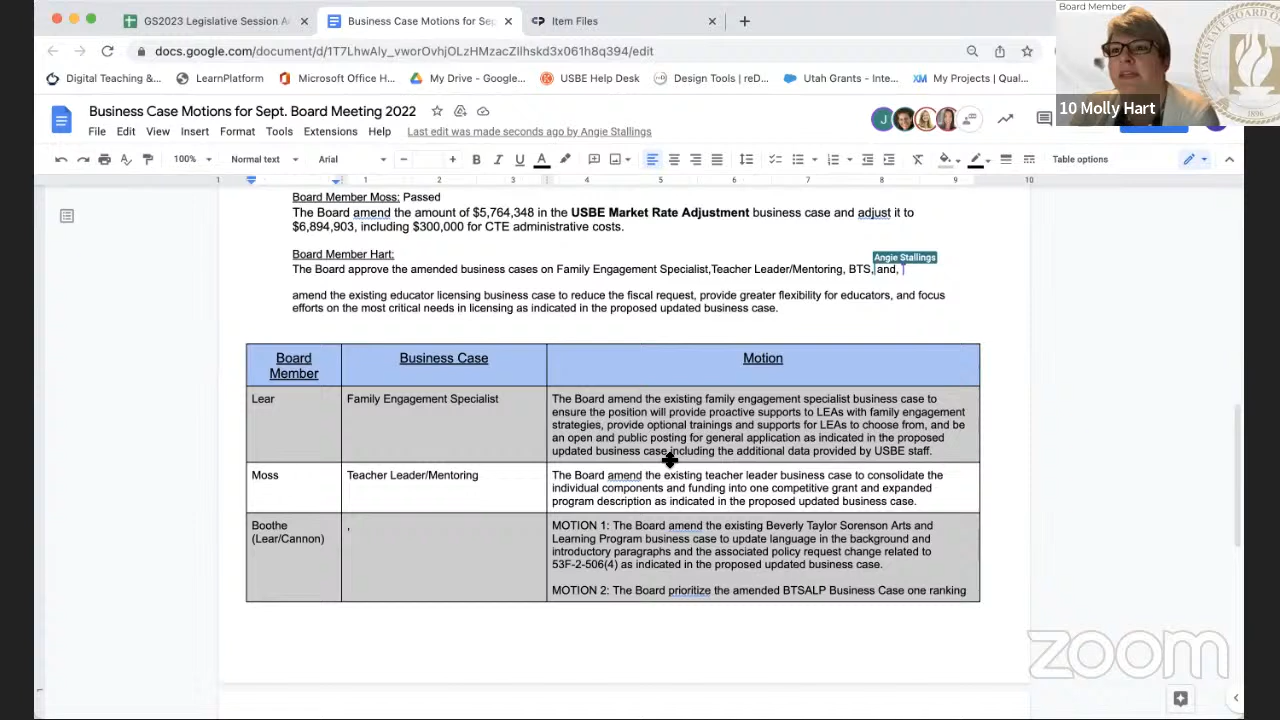 GS2023 Legislative Session A
Business Case Motions for Sep
Item Files
docs.google.com/document/d/1T7LhwAly_vworOvhjOLzHMzacZIlhskd3x061h8q394/edit
Board Member
Digital Teaching &...
LearnPlatform
Microsoft Office H...
My Drive - Google...
USBE Help Desk
Design Tools | reD...
Utah Grants - Inte...
My Projects | Qual...
10 Molly Hart
1896
Business Case Motions for Sept. Board Meeting 2022
File Edit View Insert Format Tools Extensions Help Last edit was made seconds ago by Angie Stallings
100% Normal text Arial Table options
1 1 2 3 4 5 6 7 8 9 10
Board Member Moss: Passed
The Board amend the amount of $5,764,348 in the USBE Market Rate Adjustment business case and adjust it to
$6,894,903, including $300,000 for CTE administrative costs.
Board Member Hart:
Angie Stallings
The Board approve the amended business cases on Family Engagement Specialist,Teacher Leader/Mentoring, BTS, and,
amend the existing educator licensing business case to reduce the fiscal request, provide greater flexibility for educators, and focus
efforts on the most critical needs in licensing as indicated in the proposed updated business case.
Board
Member
Business Case
Motion
Lear
Family Engagement Specialist
The Board amend the existing family engagement specialist business case to
ensure the position will provide proactive supports to LEAs with family engagement
strategies, provide optional trainings and supports for LEAs to choose from, and be
an open and public posting for general application as indicated in the proposed
updated business case including the additional data provided by USBE staff.
Moss
Teacher Leader/Mentoring
The Board amend the existing teacher leader business case to consolidate the
individual components and funding into one competitive grant and expanded
program description as indicated in the proposed updated business case.
Boothe
(Lear/Cannon)
,
MOTION 1: The Board amend the existing Beverly Taylor Sorenson Arts and
Learning Program business case to update language in the background and
introductory paragraphs and the associated policy request change related to
53F-2-506(4) as indicated in the proposed updated business case.
MOTION 2: The Board prioritize the amended BTSALP Business Case one ranking
zoom